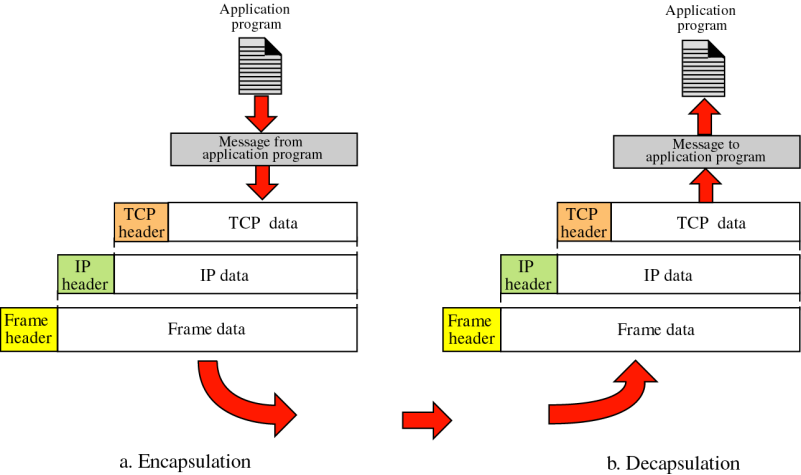 Application
program
Message from
application program
TCP
header
TCP data
IP
header
IP data
Frame
header
Frame data
a. Encapsulation
Application
program
Message to
application program
TCP
header
TCP data
IP
header
IP data
Frame
header
Frame data
b. Decapsulation